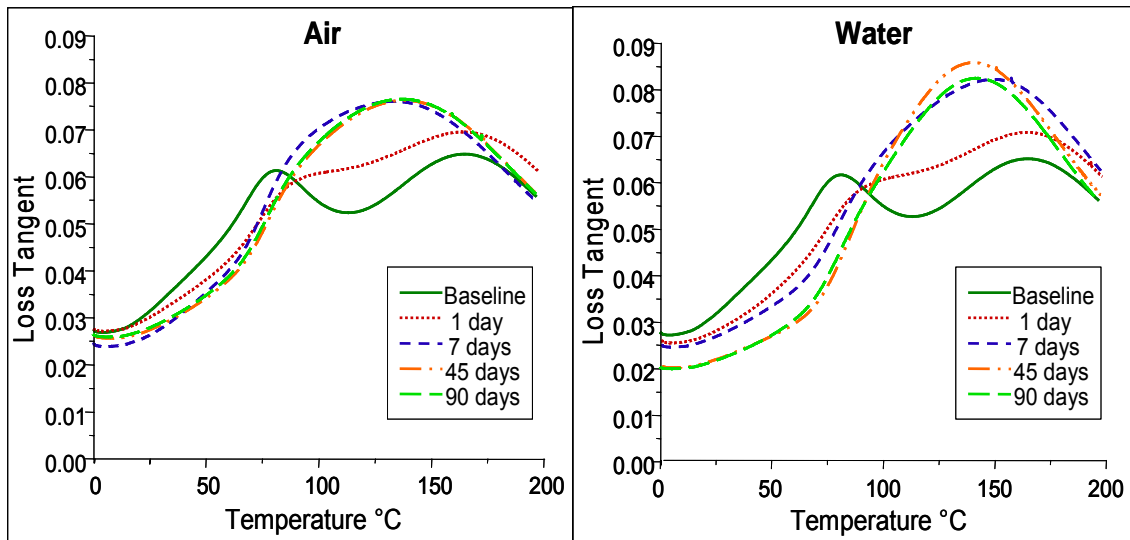 Air
Loss Tangent
0.09
0.08
0.07
0.06
0.05
0.04
0.03
0.02
0.01
0.00
0
50
100
150
200
Temperature °C
Baseline
1 day
7 days
45 days
90 days
Water
Loss Tangent
0.09
0.08
0.07
0.06
0.05
0.04
0.03
0.02
0.01
0.00
0
50
100
150
200
Temperature °C
Baseline
1 day
7 days
45 days
90 days